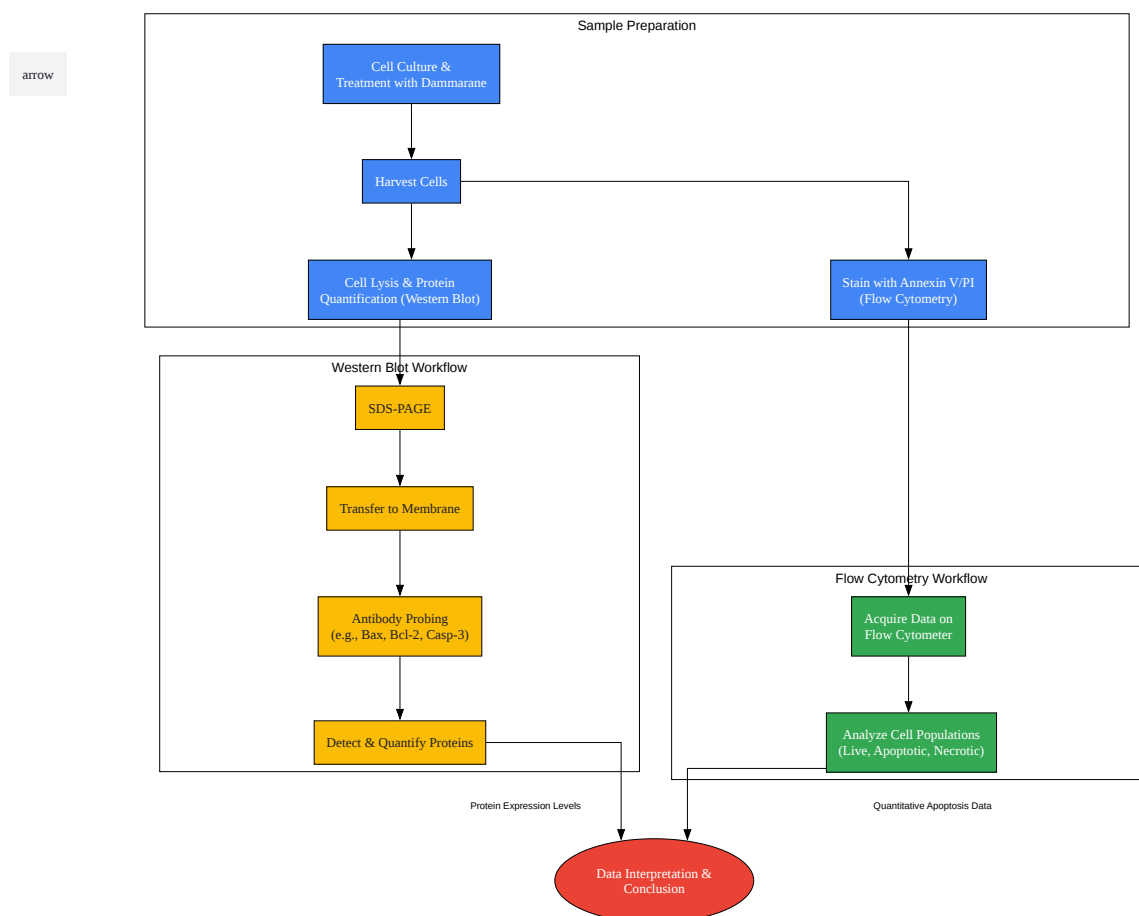 Sample Preparation
arrow
Cell Culture &
Treatment with Dammarane
Harvest Cells
Cell Lysis & Protein
Quantification (Western Blot)
Stain with Annexin V/PI
(Flow Cytometry)
Western Blot Workflow
SDS-PAGE
Transfer to Membrane
Antibody Probing
(e.g., Bax, Bcl-2, Casp-3)
Detect & Quantify Proteins
Flow Cytometry Workflow
Acquire Data on
Flow Cytometer
Analyze Cell Populations
(Live, Apoptotic, Necrotic)
Protein Expression Levels
Quantitative Apoptosis Data
Data Interpretation &
Conclusion